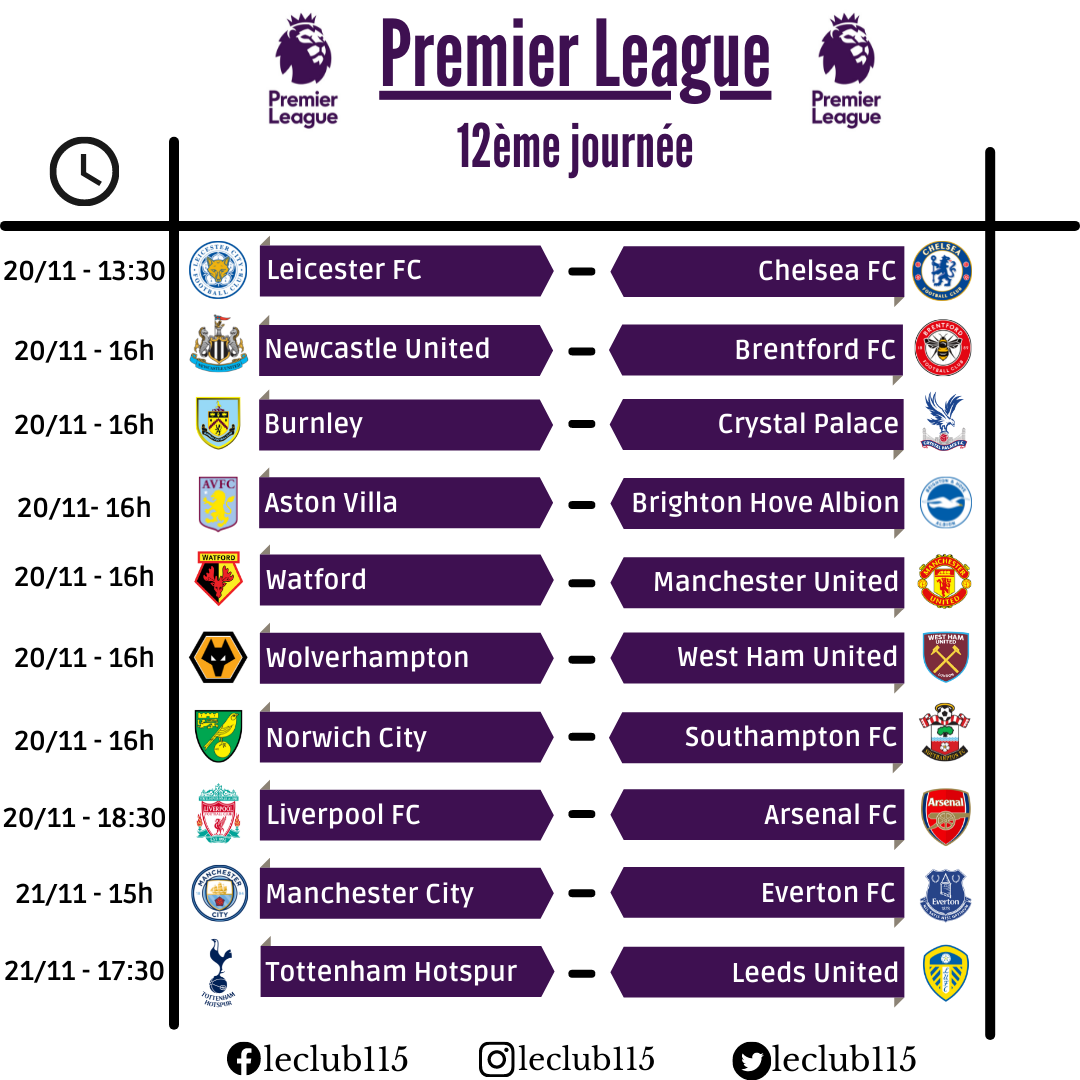 Premier League
Premier
League
Premier
League
12ème journée
20/11 - 13:30 Leicester FC - Chelsea FC
20/11 - 16h Newcastle United - Brentford FC
20/11 - 16h Burnley - Crystal Palace
20/11- 16h Aston Villa - Brighton Hove Albion
20/11 - 16h Watford - Manchester United
20/11 - 16h Wolverhampton - West Ham United
20/11 - 16h Norwich City - Southampton FC
20/11 - 18:30 Liverpool FC - Arsenal FC
21/11 - 15h Manchester City - Everton FC
21/11 - 17:30 Tottenham Hotspur - Leeds United
leclub115 leclub115 leclub115